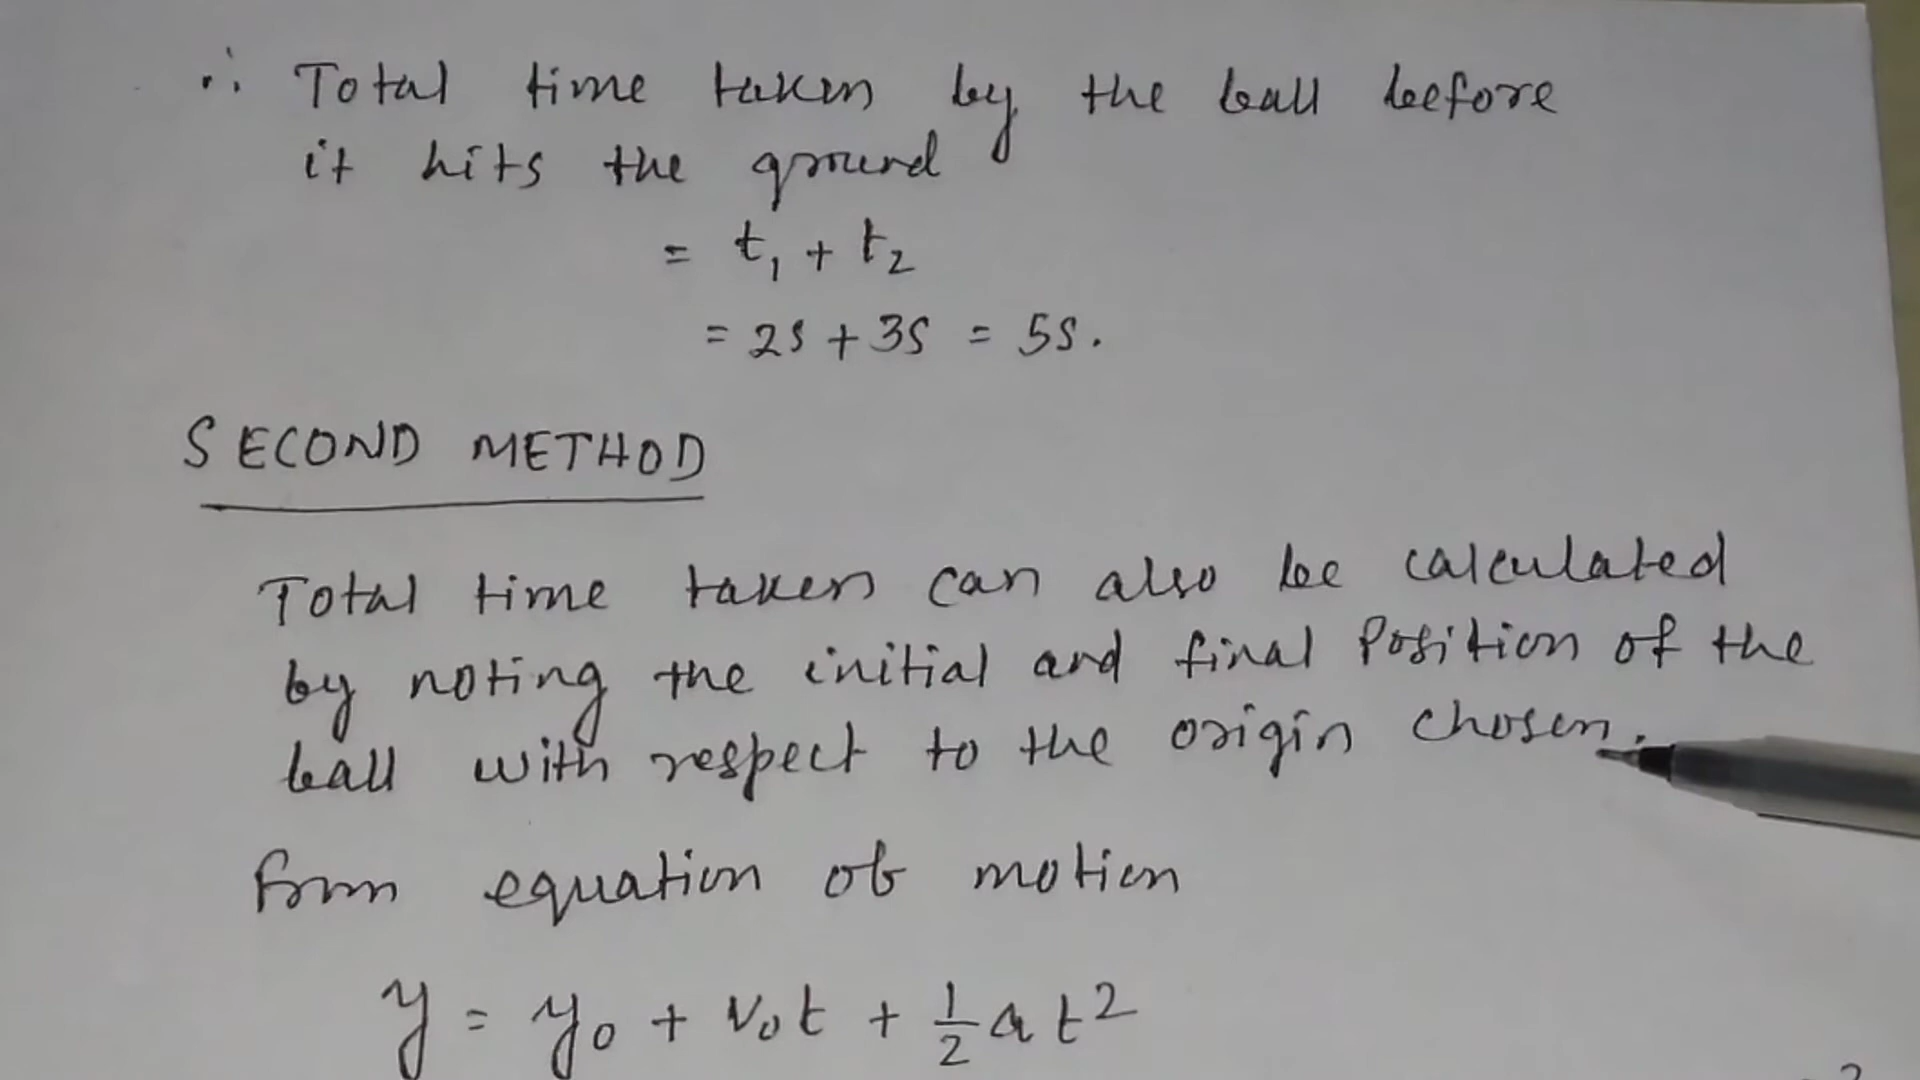 ∴ Total time taken by the ball before
it hits the ground
= t₁ + t₂
= 2s + 3s = 5s.
SECOND METHOD
Total time taken can also be calculated
by noting the initial and final Position of the
ball with respect to the origin chosen.
from equation of motion
y = y₀ + v₀t + ½at²